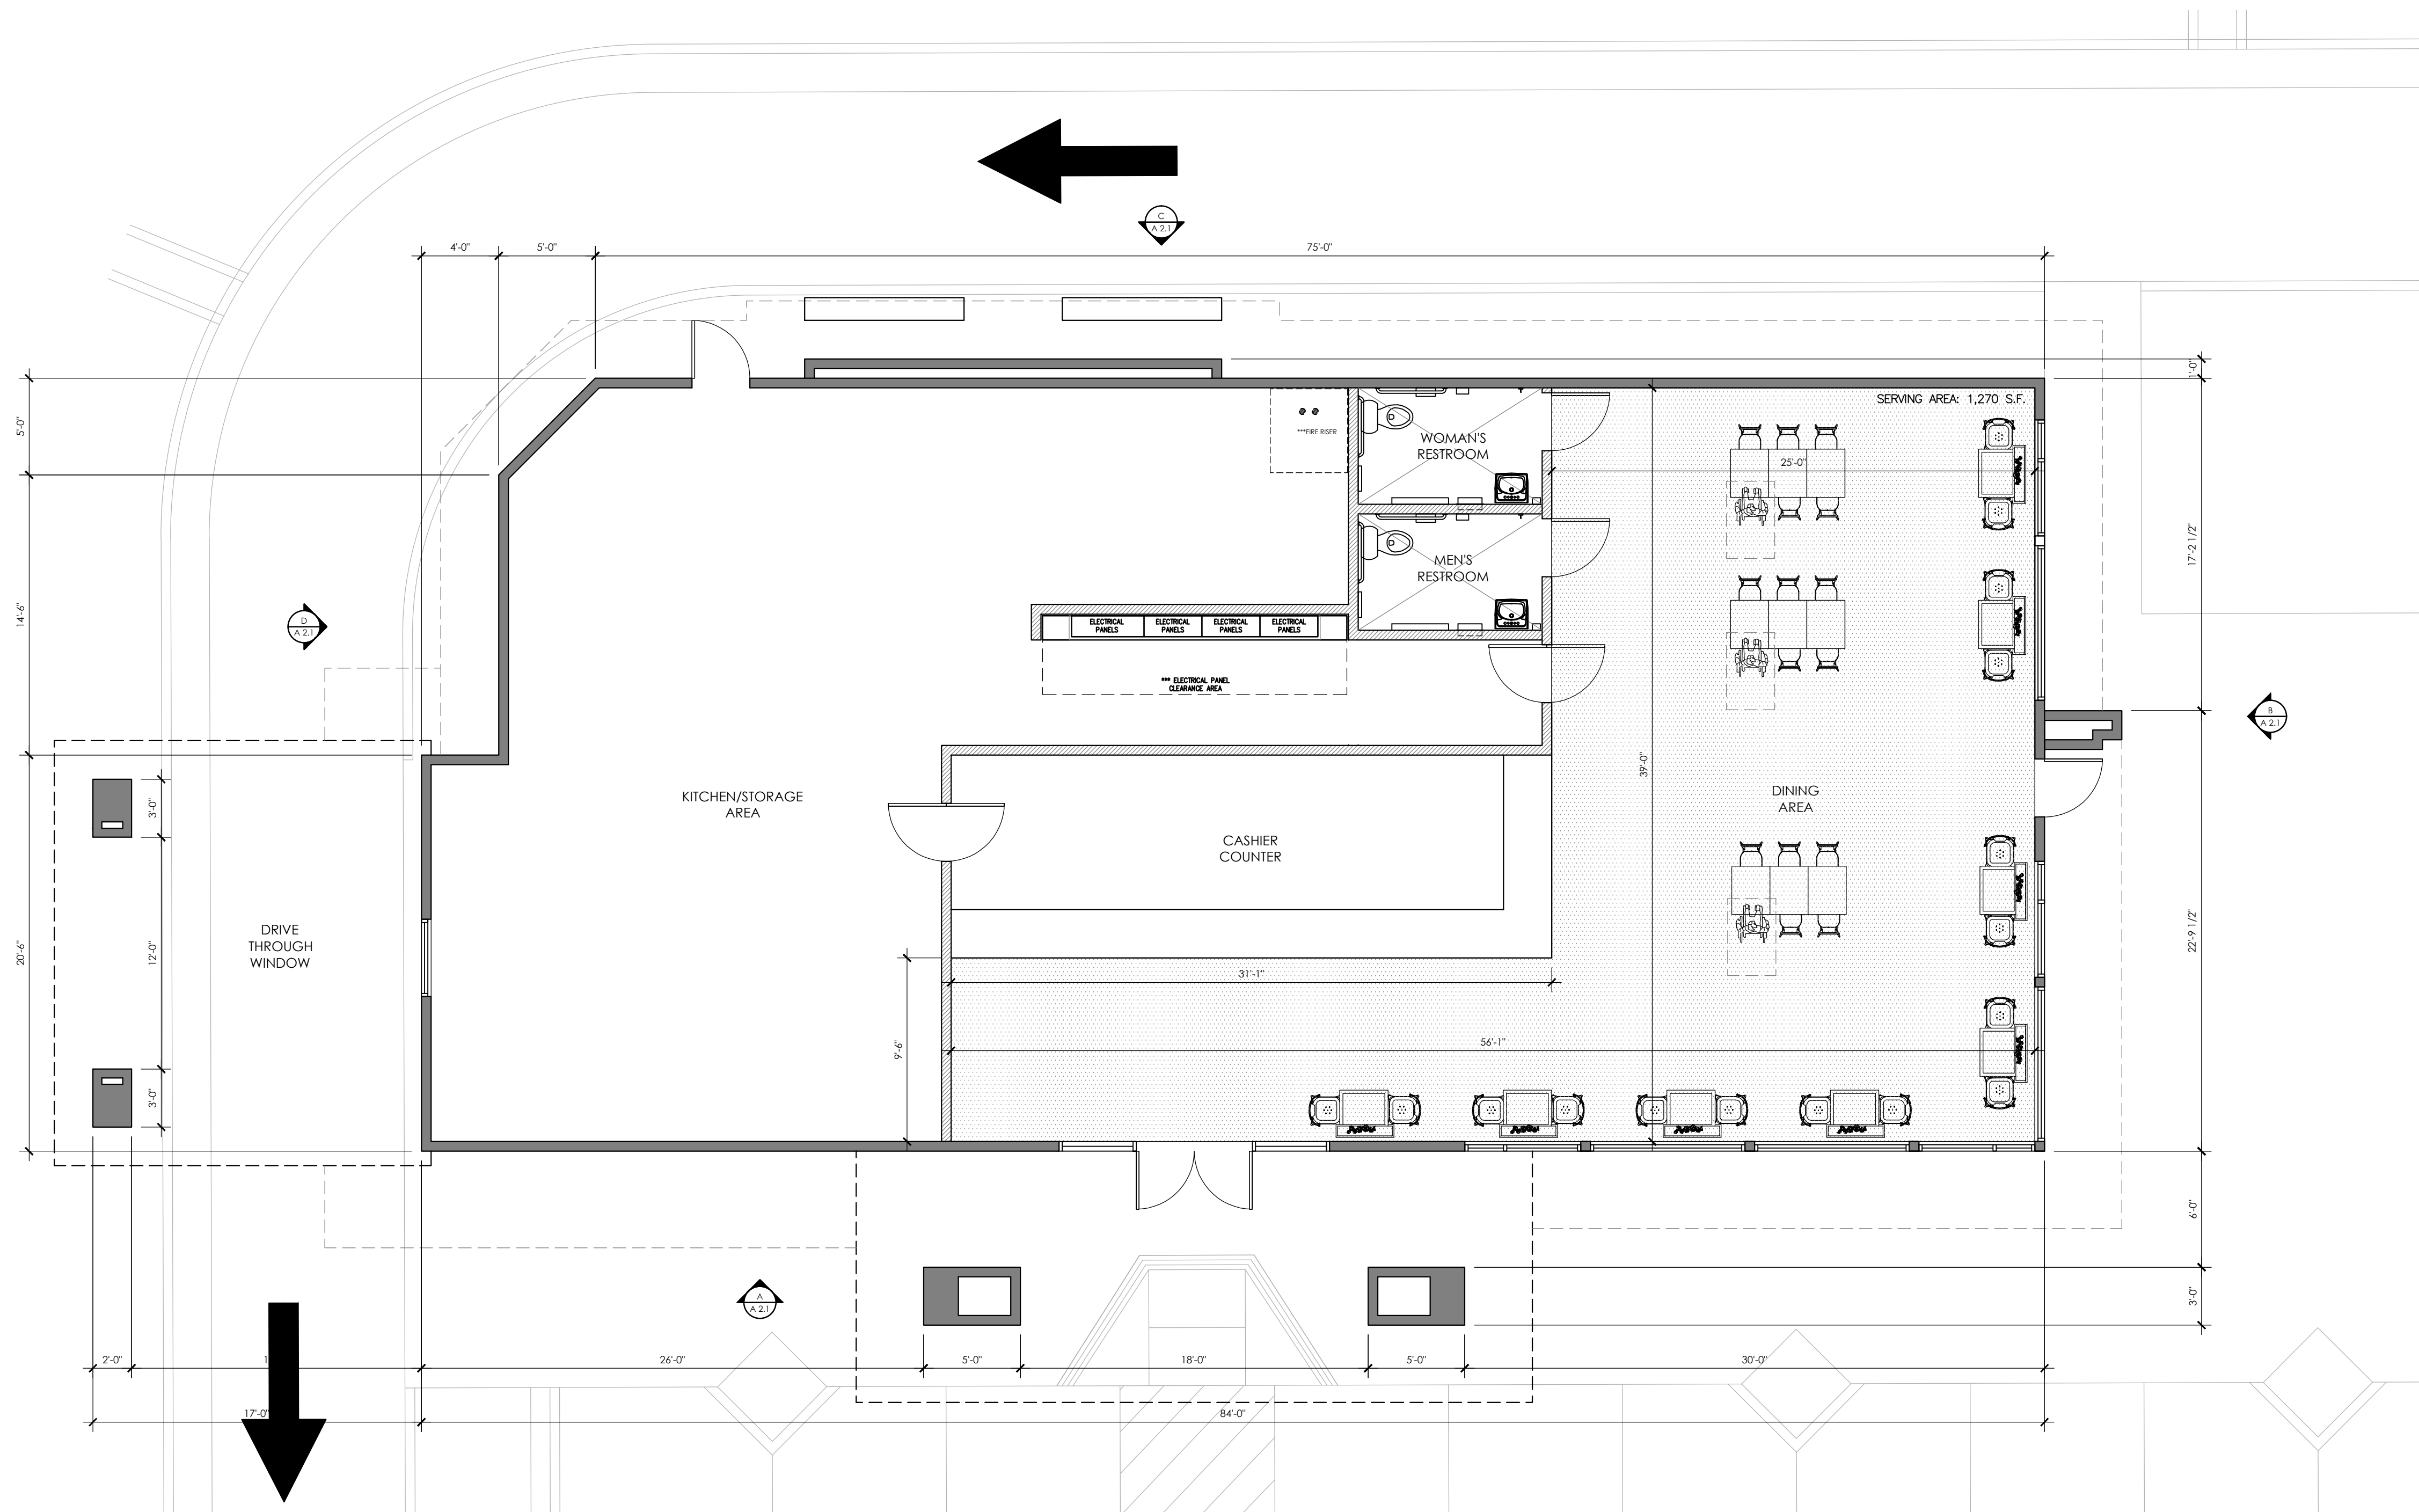 C
A 2.1
4'-0"
5'-0"
75'-0"
1'-0"
5'-0"
SERVING AREA: 1,270 S.F.
***FIRE RISER
WOMAN'S
RESTROOM
25'-0"
17'-2 1/2"
MEN'S
RESTROOM
14'-6"
D
A 2.1
ELECTRICAL
PANELS
ELECTRICAL
PANELS
ELECTRICAL
PANELS
ELECTRICAL
PANELS
*** ELECTRICAL PANEL
CLEARANCE AREA
B
A 2.1
39'-0"
KITCHEN/STORAGE
AREA
DINING
AREA
3'-0"
CASHIER
COUNTER
DRIVE
THROUGH
WINDOW
20'-6"
12'-0"
22'-9 1/2"
31'-1"
9'-6"
56'-1"
3'-0"
6'-0"
A
A 2.1
3'-0"
2'-0"
26'-0"
5'-0"
18'-0"
5'-0"
30'-0"
17'-0"
84'-0"